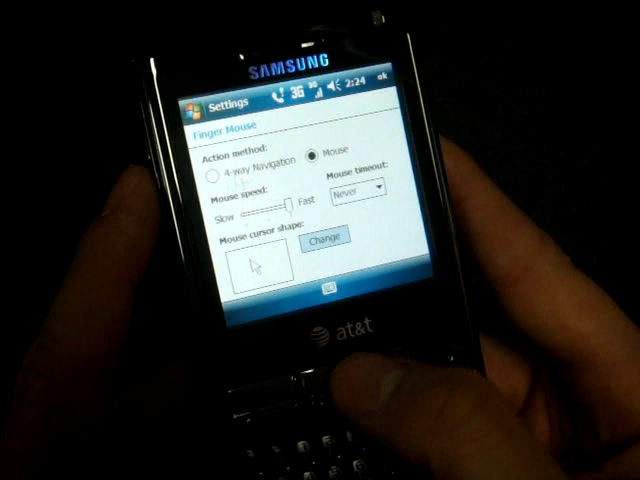 SAMSUNG
Settings 3G 2:24 ok
Finger Mouse
Action method:
4-way Navigation Mouse
Mouse speed: Mouse timeout:
Slow Fast Never
Mouse cursor shape:
Change
at&t